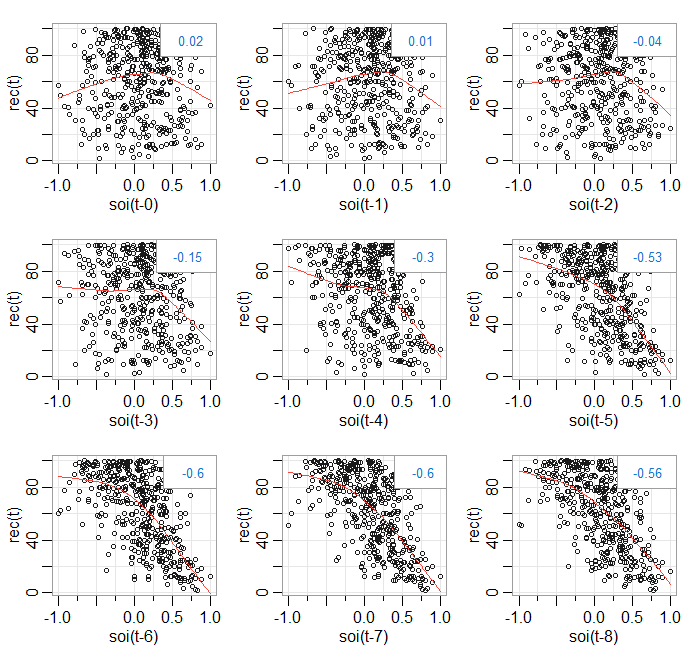 0.02 0.01 -0.04
rec(t) rec(t) rec(t)
80 80 80
40 40 40
0 0 0
-1.0 0.0 0.5 1.0 -1.0 0.0 0.5 1.0 -1.0 0.0 0.5 1.0
soi(t-0) soi(t-1) soi(t-2)
-0.15 -0.3 -0.53
rec(t) rec(t) rec(t)
80 80 80
40 40 40
0 0 0
-1.0 0.0 0.5 1.0 -1.0 0.0 0.5 1.0 -1.0 0.0 0.5 1.0
soi(t-3) soi(t-4) soi(t-5)
-0.6 -0.6 -0.56
rec(t) rec(t) rec(t)
80 80 80
40 40 40
0 0 0
-1.0 0.0 0.5 1.0 -1.0 0.0 0.5 1.0 -1.0 0.0 0.5 1.0
soi(t-6) soi(t-7) soi(t-8)